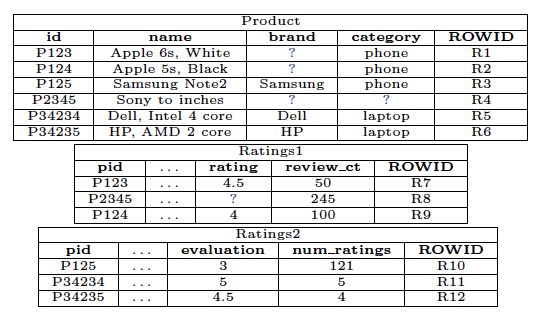 Product
id name brand category ROWID
P123 Apple 6s, White ? phone R1
P124 Apple 5s, Black ? phone R2
P125 Samsung Note2 Samsung phone R3
P2345 Sony to inches ? ? R4
P34234 Dell, Intel 4 core Dell laptop R5
P34235 HP, AMD 2 core HP laptop R6
Ratings1
pid ... rating review_ct ROWID
P123 ... 4.5 50 R7
P2345 ... ? 245 R8
P124 ... 4 100 R9
Ratings2
pid ... evaluation num_ratings ROWID
P125 ... 3 121 R10
P34234 ... 5 5 R11
P34235 ... 4.5 4 R12